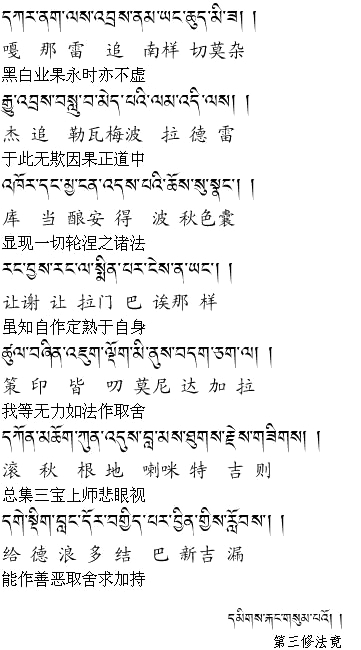 དཀར་ནག་ལས་འབྲས་ནམ་ཡང་ཆུད་མི་ཟ། །
嘎 那 雷 追 南样 切莫杂
黑白业果永时亦不虚
རྒྱུ་འབྲས་བསླུ་བ་མེད་པའི་ལམ་འདི་ལས། །
杰 追 勒瓦梅波 拉 德 雷
于此无欺因果正道中
འཁོར་དང་མྱ་ངན་འདས་པའི་ཆོས་སུ་སྣང་། །
库 当 酿安 得 波 秋色囊
显现一切轮涅之诸法
རང་བྱས་རང་ལ་སྨིན་པར་ངེས་ན་ཡང་། །
让谢 让 拉门 巴 诶那 样
虽知自作定熟于自身
ཚུལ་བཞིན་འཇུག་ལྡོག་མི་ནུས་བདག་ཅག་ལ། །
策 印 皆 叨 莫尼 达 加 拉
我等无力如法作取舍
དཀོན་མཆོག་ཀུན་འདུས་བླ་མས་ཐུགས་རྗེས་གཟིགས། །
滚 秋 根 地 喇咪 特 吉 则
总集三宝上师悲眼视
དགེ་སྡིག་བླང་དོར་བགྱིད་པར་བྱིན་གྱིས་རློབས། །
给 德 浪 多 结 巴 新吉 漏
能作善恶取舍求加持
དམིགས་རྐང་གསུམ་པའོ། །
第三修法竟